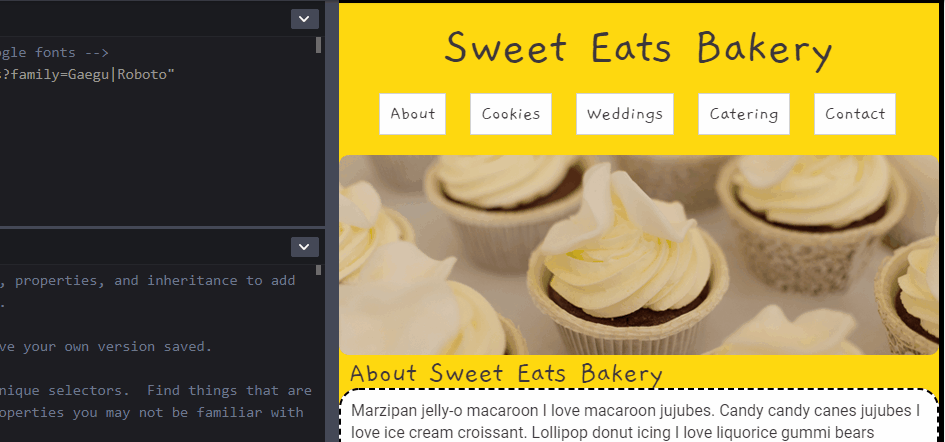 ogle fonts -->
s?family=Gaegu|Roboto"
, properties, and inheritance to add
.
ve your own version saved.
nique selectors.  Find things that are
operties you may not be familiar with
Sweet Eats Bakery
About Cookies Weddings Catering Contact
About Sweet Eats Bakery
Marzipan jelly-o macaroon I love macaroon jujubes. Candy candy canes jujubes I
love ice cream croissant. Lollipop donut icing I love liquorice gummi bears